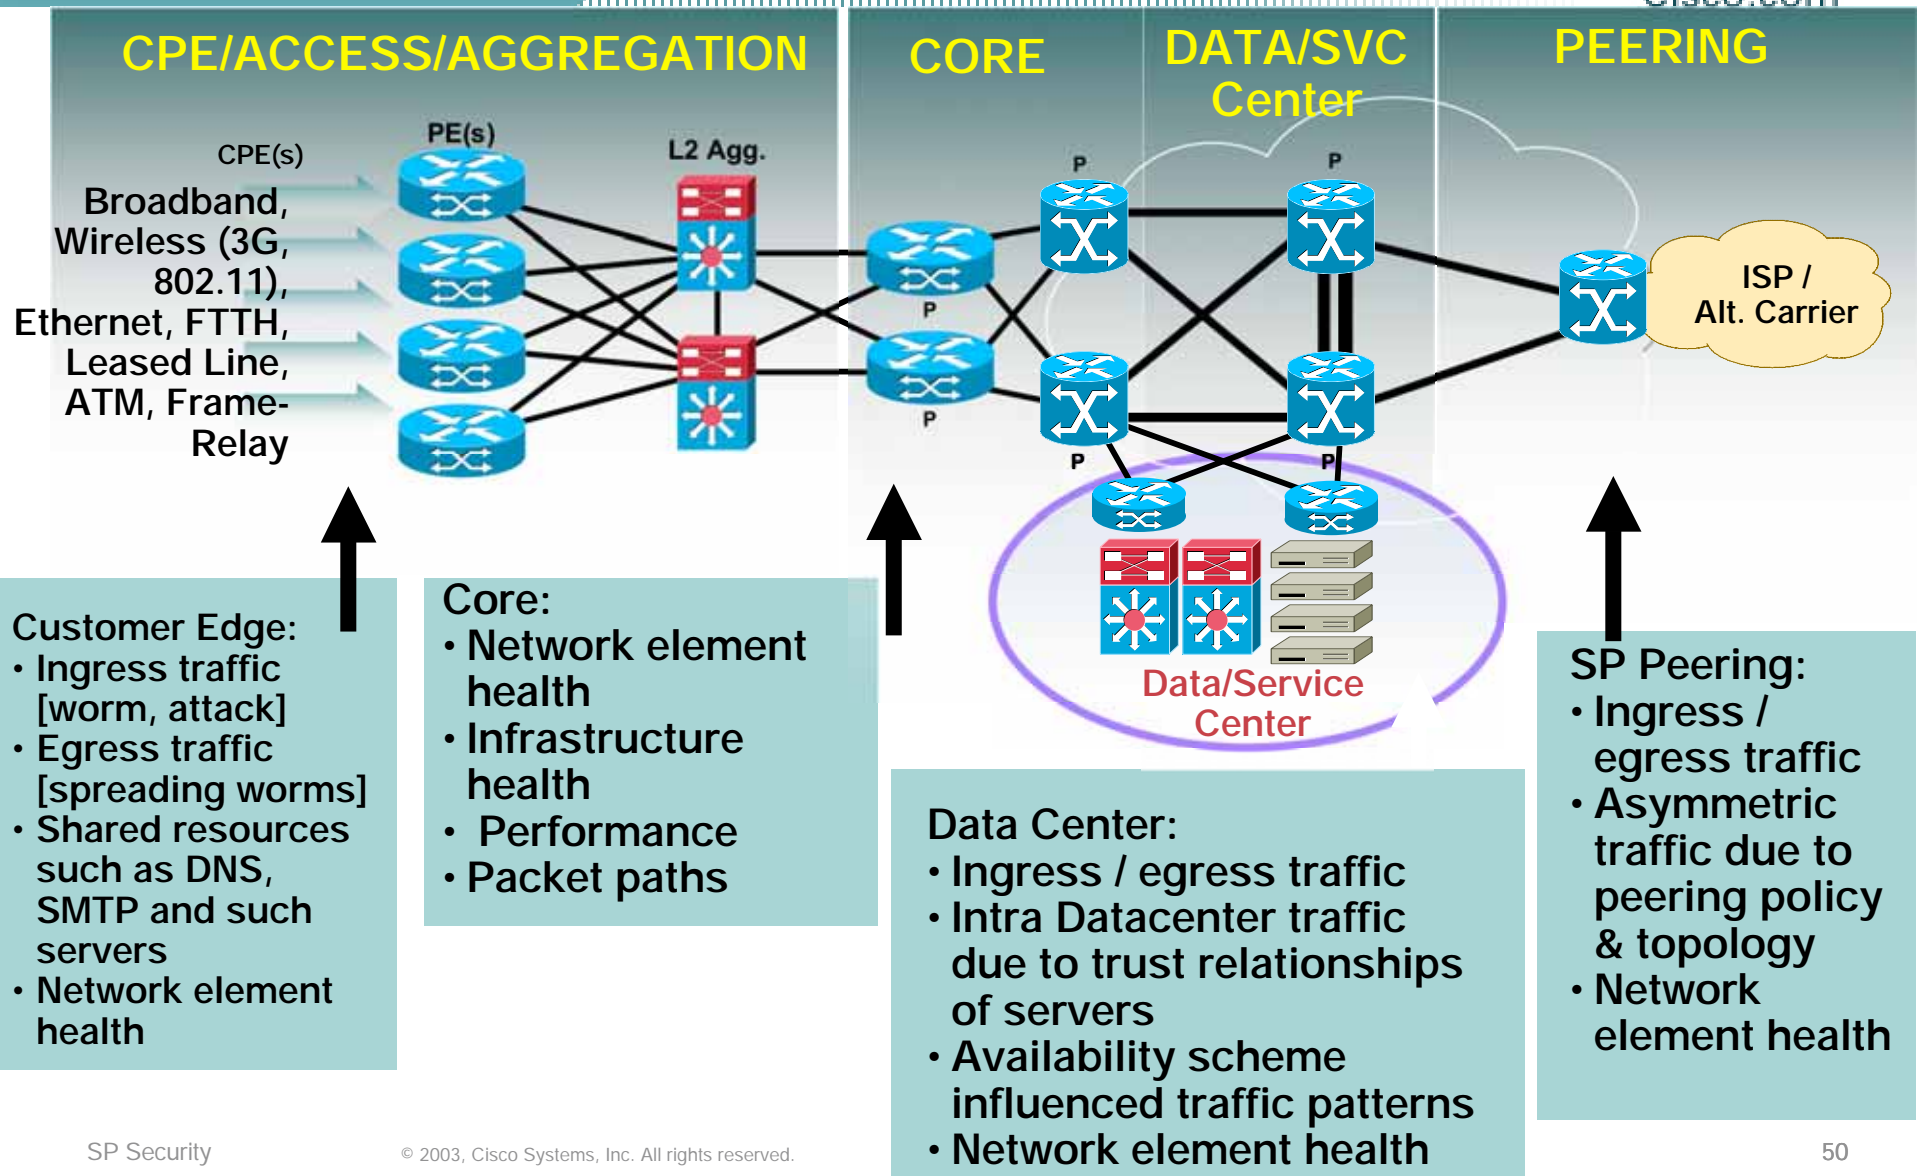 Cisco.com
CPE/ACCESS/AGGREGATION
CORE
DATA/SVC
Center
PEERING
CPE(s)
PE(s)
L2 Agg.
P
P
Broadband,
Wireless (3G,
802.11),
Ethernet, FTTH,
Leased Line,
ATM, Frame-
Relay
P
P
P
P
ISP /
Alt. Carrier
Data/Service
Center
Customer Edge:
• Ingress traffic
[worm, attack]
• Egress traffic
[spreading worms]
• Shared resources
such as DNS,
SMTP and such
servers
• Network element
health
Core:
• Network element
health
• Infrastructure
health
• Performance
• Packet paths
Data Center:
• Ingress / egress traffic
• Intra Datacenter traffic
due to trust relationships
of servers
• Availability scheme
influenced traffic patterns
• Network element health
SP Peering:
• Ingress /
egress traffic
• Asymmetric
traffic due to
peering policy
& topology
• Network
element health
SP Security
© 2003, Cisco Systems, Inc. All rights reserved.
50